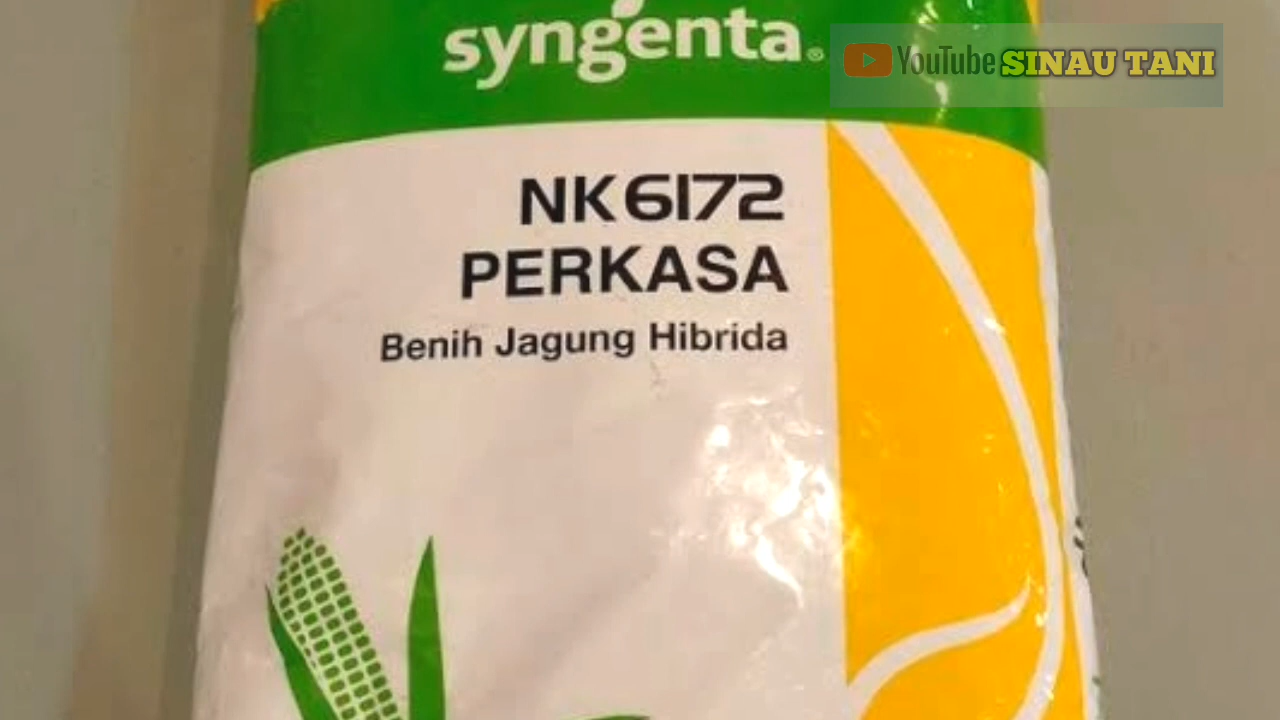 syngenta®
YouTube SINAU TANI
NK6172
PERKASA
Benih Jagung Hibrida